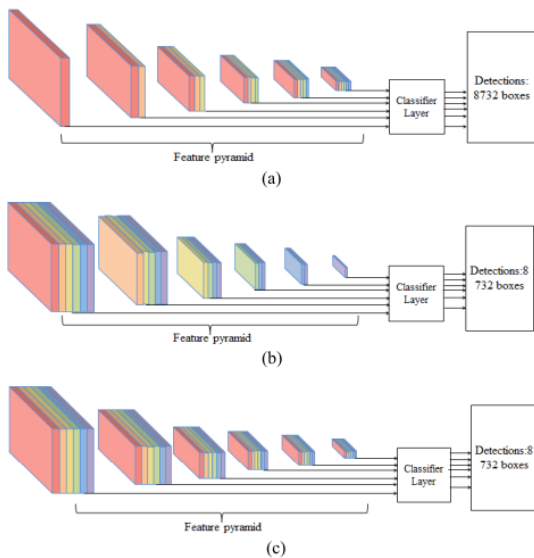 Detections:
8732 boxes
Classifier
Layer
Feature pyramid
(a)
Detections:8
732 boxes
Classifier
Layer
Feature pyramid
(b)
Detections:8
732 boxes
Classifier
Layer
Feature pyramid
(c)